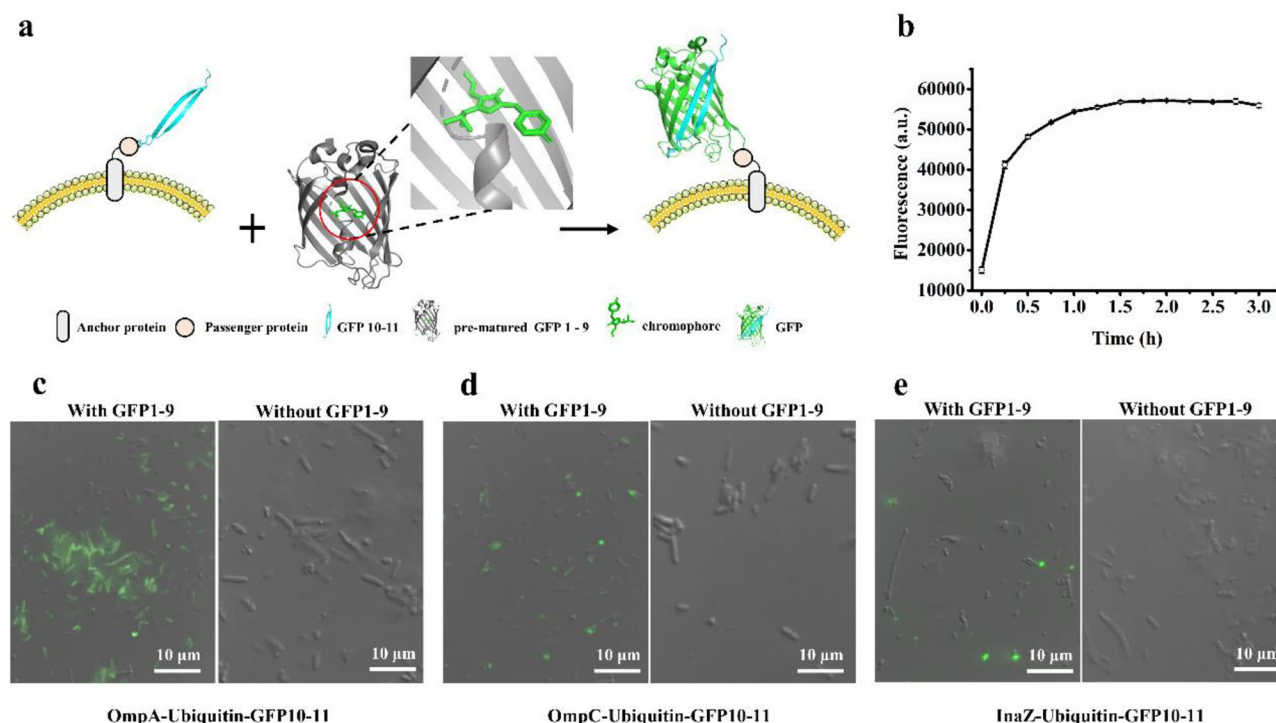 a
Anchor protein
Passenger protein
GFP 10-11
pre-matured GFP 1 - 9
chromophore
GFP
b
Fluorescence (a.u.)
60000
50000
40000
30000
20000
10000
0.0 0.5 1.0 1.5 2.0 2.5 3.0
Time (h)
c
With GFP1-9 Without GFP1-9
10 μm 10 μm
OmpA-Ubiquitin-GFP10-11
d
With GFP1-9 Without GFP1-9
10 μm 10 μm
OmpC-Ubiquitin-GFP10-11
e
With GFP1-9 Without GFP1-9
10 μm 10 μm
InaZ-Ubiquitin-GFP10-11